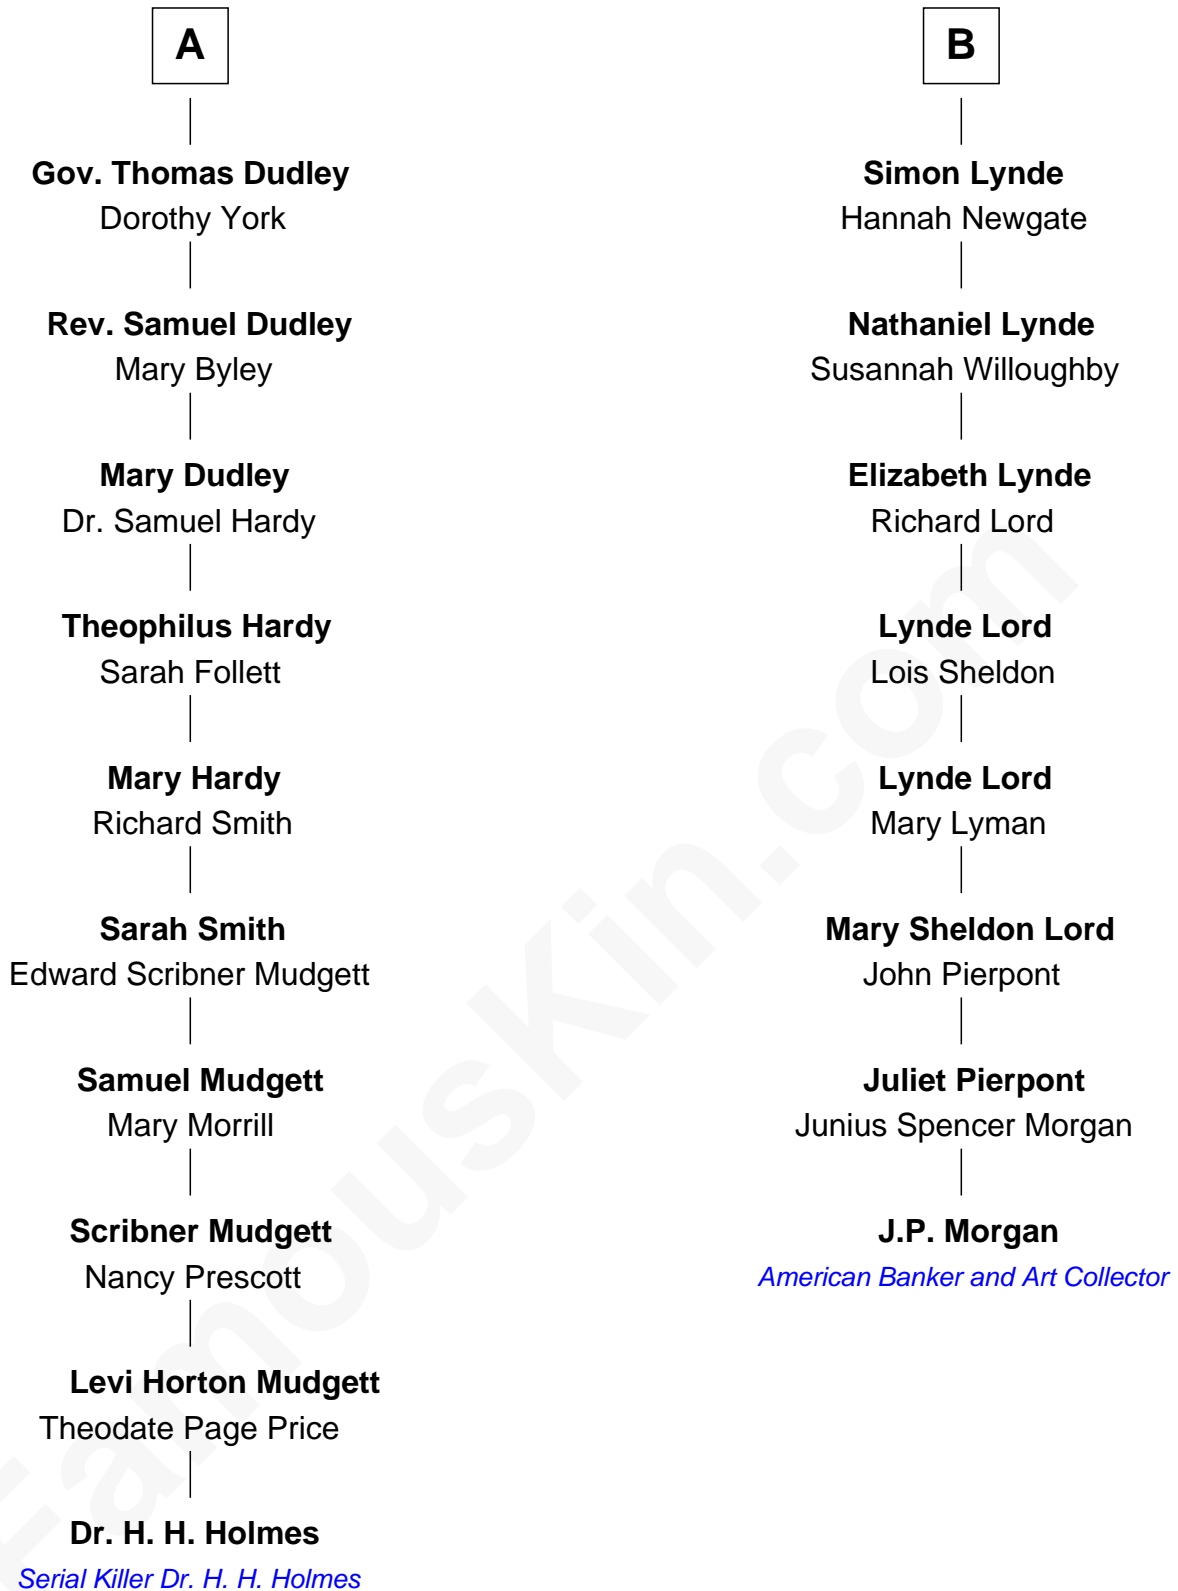 A
Gov. Thomas Dudley
Dorothy York
Rev. Samuel Dudley
Mary Byley
Mary Dudley
Dr. Samuel Hardy
Theophilus Hardy
Sarah Follett
Mary Hardy
Richard Smith
Sarah Smith
Edward Scribner Mudgett
Samuel Mudgett
Mary Morrill
Scribner Mudgett
Nancy Prescott
Levi Horton Mudgett
Theodate Page Price
Dr. H. H. Holmes
Serial Killer Dr. H. H. Holmes
B
Simon Lynde
Hannah Newgate
Nathaniel Lynde
Susannah Willoughby
Elizabeth Lynde
Richard Lord
Lynde Lord
Lois Sheldon
Lynde Lord
Mary Lyman
Mary Sheldon Lord
John Pierpont
Juliet Pierpont
Junius Spencer Morgan
J.P. Morgan
American Banker and Art Collector
FamousKin.com